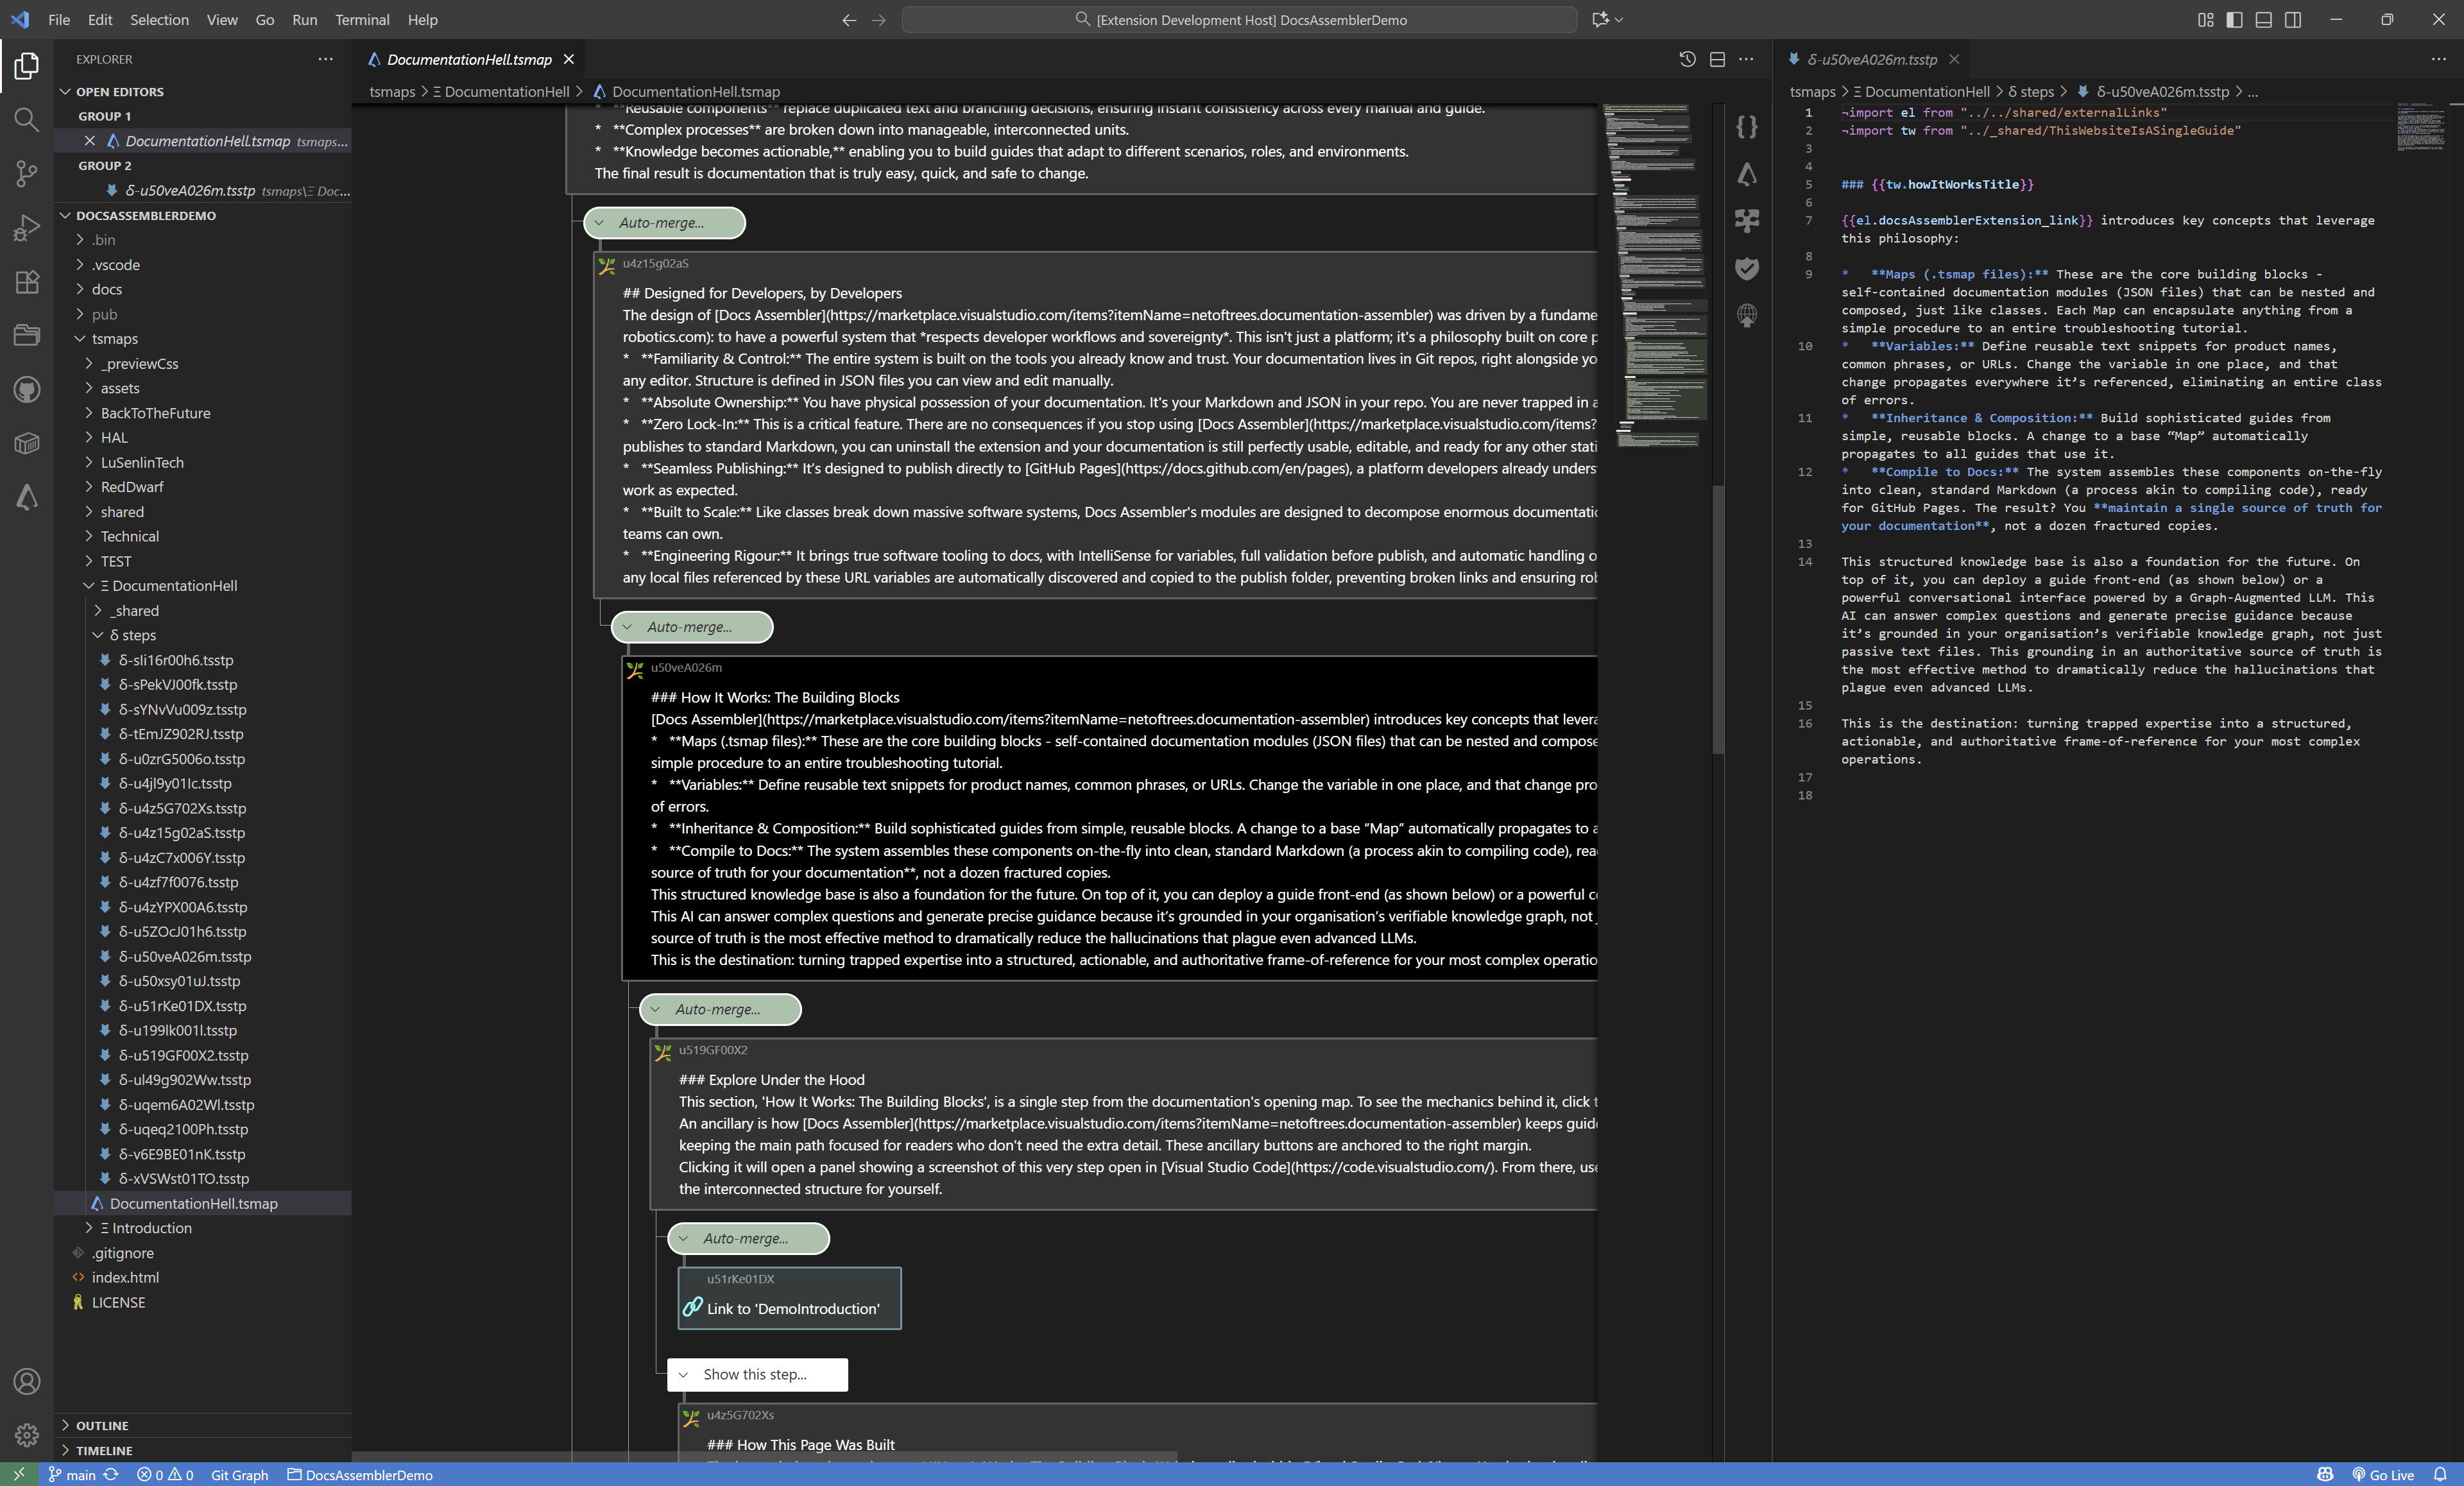 File Edit Selection View Go Run Terminal Help
[Extension Development Host] DocsAssemblerDemo
EXPLORER
OPEN EDITORS
GROUP 1
DocumentationHell.tsmap tsmaps...
GROUP 2
δ-u50veA026m.tsstp tsmaps\Ξ Doc...
DOCSASSEMBLERDEMO
.bin
.vscode
docs
pub
tsmaps
_previewCss
assets
BackToTheFuture
HAL
LuSenlinTech
RedDwarf
shared
Technical
TEST
Ξ DocumentationHell
_shared
δ steps
δ-sIi16r00h6.tsstp
δ-sPekVJ00fk.tsstp
δ-sYNvVu009z.tsstp
δ-tEmJZ902RJ.tsstp
δ-u0zrG5006o.tsstp
δ-u4jl9y01Ic.tsstp
δ-u4z5G702Xs.tsstp
δ-u4z15g02aS.tsstp
δ-u4zC7x006Y.tsstp
δ-u4zf7f0076.tsstp
δ-u4zYPX00A6.tsstp
δ-u5ZOcJ01h6.tsstp
δ-u50veA026m.tsstp
δ-u50xsy01uJ.tsstp
δ-u51rKe01DX.tsstp
δ-u199lk001l.tsstp
δ-u519GF00X2.tsstp
δ-ul49g902Ww.tsstp
δ-uqem6A02Wl.tsstp
δ-uqeq2100Ph.tsstp
δ-v6E9BE01nK.tsstp
δ-xVSWst01TO.tsstp
DocumentationHell.tsmap
Ξ Introduction
.gitignore
index.html
LICENSE
OUTLINE
TIMELINE
DocumentationHell.tsmap
tsmaps > Ξ DocumentationHell > DocumentationHell.tsmap
* **Reusable components** replace duplicated text and branching decisions, ensuring instant consistency across every manual and guide.
* **Complex processes** are broken down into manageable, interconnected units.
* **Knowledge becomes actionable,** enabling you to build guides that adapt to different scenarios, roles, and environments.
The final result is documentation that is truly easy, quick, and safe to change.
Auto-merge...
u4z15g02aS
## Designed for Developers, by Developers
The design of [Docs Assembler](https://marketplace.visualstudio.com/items?itemName=netoftrees.documentation-assembler) was driven by a fundame
robotics.com): to have a powerful system that *respects developer workflows and sovereignty*. This isn't just a platform; it's a philosophy built on core p
* **Familiarity & Control:** The entire system is built on the tools you already know and trust. Your documentation lives in Git repos, right alongside yo
any editor. Structure is defined in JSON files you can view and edit manually.
* **Absolute Ownership:** You have physical possession of your documentation. It's your Markdown and JSON in your repo. You are never trapped in a
* **Zero Lock-In:** This is a critical feature. There are no consequences if you stop using [Docs Assembler](https://marketplace.visualstudio.com/items?
publishes to standard Markdown, you can uninstall the extension and your documentation is still perfectly usable, editable, and ready for any other stati
* **Seamless Publishing:** It's designed to publish directly to [GitHub Pages](https://docs.github.com/en/pages), a platform developers already unders
work as expected.
* **Built to Scale:** Like classes break down massive software systems, Docs Assembler's modules are designed to decompose enormous documentatio
teams can own.
* **Engineering Rigour:** It brings true software tooling to docs, with IntelliSense for variables, full validation before publish, and automatic handling o
any local files referenced by these URL variables are automatically discovered and copied to the publish folder, preventing broken links and ensuring rob
Auto-merge...
u50veA026m
### How It Works: The Building Blocks
[Docs Assembler](https://marketplace.visualstudio.com/items?itemName=netoftrees.documentation-assembler) introduces key concepts that levera
* **Maps (.tsmap files):** These are the core building blocks - self-contained documentation modules (JSON files) that can be nested and compose
simple procedure to an entire troubleshooting tutorial.
* **Variables:** Define reusable text snippets for product names, common phrases, or URLs. Change the variable in one place, and that change pro
of errors.
* **Inheritance & Composition:** Build sophisticated guides from simple, reusable blocks. A change to a base “Map” automatically propagates to a
* **Compile to Docs:** The system assembles these components on-the-fly into clean, standard Markdown (a process akin to compiling code), rea
source of truth for your documentation**, not a dozen fractured copies.
This structured knowledge base is also a foundation for the future. On top of it, you can deploy a guide front-end (as shown below) or a powerful c
This AI can answer complex questions and generate precise guidance because it’s grounded in your organisation’s verifiable knowledge graph, not
source of truth is the most effective method to dramatically reduce the hallucinations that plague even advanced LLMs.
This is the destination: turning trapped expertise into a structured, actionable, and authoritative frame-of-reference for your most complex operatio
Auto-merge...
u519GF00X2
### Explore Under the Hood
This section, 'How It Works: The Building Blocks', is a single step from the documentation's opening map. To see the mechanics behind it, click t
An ancillary is how [Docs Assembler](https://marketplace.visualstudio.com/items?itemName=netoftrees.documentation-assembler) keeps guid
keeping the main path focused for readers who don't need the extra detail. These ancillary buttons are anchored to the right margin.
Clicking it will open a panel showing a screenshot of this very step open in [Visual Studio Code](https://code.visualstudio.com/). From there, use
the interconnected structure for yourself.
Auto-merge...
u51rKe01DX
Link to 'DemoIntroduction'
Show this step...
u4z5G702Xs
### How This Page Was Built
δ-u50veA026m.tsstp
tsmaps > Ξ DocumentationHell > δ steps > δ-u50veA026m.tsstp > ...
1 ¬import el from "../../shared/externalLinks"
2 ¬import tw from "../_shared/ThisWebsiteIsASingleGuide"
3
4
5 ### {{tw.howItWorksTitle}}
6
7 {{el.docsAssemblerExtension_link}} introduces key concepts that leverage
this philosophy:
8
9 * **Maps (.tsmap files):** These are the core building blocks -
self-contained documentation modules (JSON files) that can be nested and
composed, just like classes. Each Map can encapsulate anything from a
simple procedure to an entire troubleshooting tutorial.
10 * **Variables:** Define reusable text snippets for product names,
common phrases, or URLs. Change the variable in one place, and that
change propagates everywhere it’s referenced, eliminating an entire class
of errors.
11 * **Inheritance & Composition:** Build sophisticated guides from
simple, reusable blocks. A change to a base “Map” automatically
propagates to all guides that use it.
12 * **Compile to Docs:** The system assembles these components on-the-fly
into clean, standard Markdown (a process akin to compiling code), ready
for GitHub Pages. The result? You **maintain a single source of truth for
your documentation**, not a dozen fractured copies.
13
14 This structured knowledge base is also a foundation for the future. On
top of it, you can deploy a guide front-end (as shown below) or a
powerful conversational interface powered by a Graph-Augmented LLM. This
AI can answer complex questions and generate precise guidance because
it’s grounded in your organisation’s verifiable knowledge graph, not just
passive text files. This grounding in an authoritative source of truth is
the most effective method to dramatically reduce the hallucinations that
plague even advanced LLMs.
15
16 This is the destination: turning trapped expertise into a structured,
actionable, and authoritative frame-of-reference for your most complex
operations.
17
18
main 0 0 Git Graph DocsAssemblerDemo
Go Live